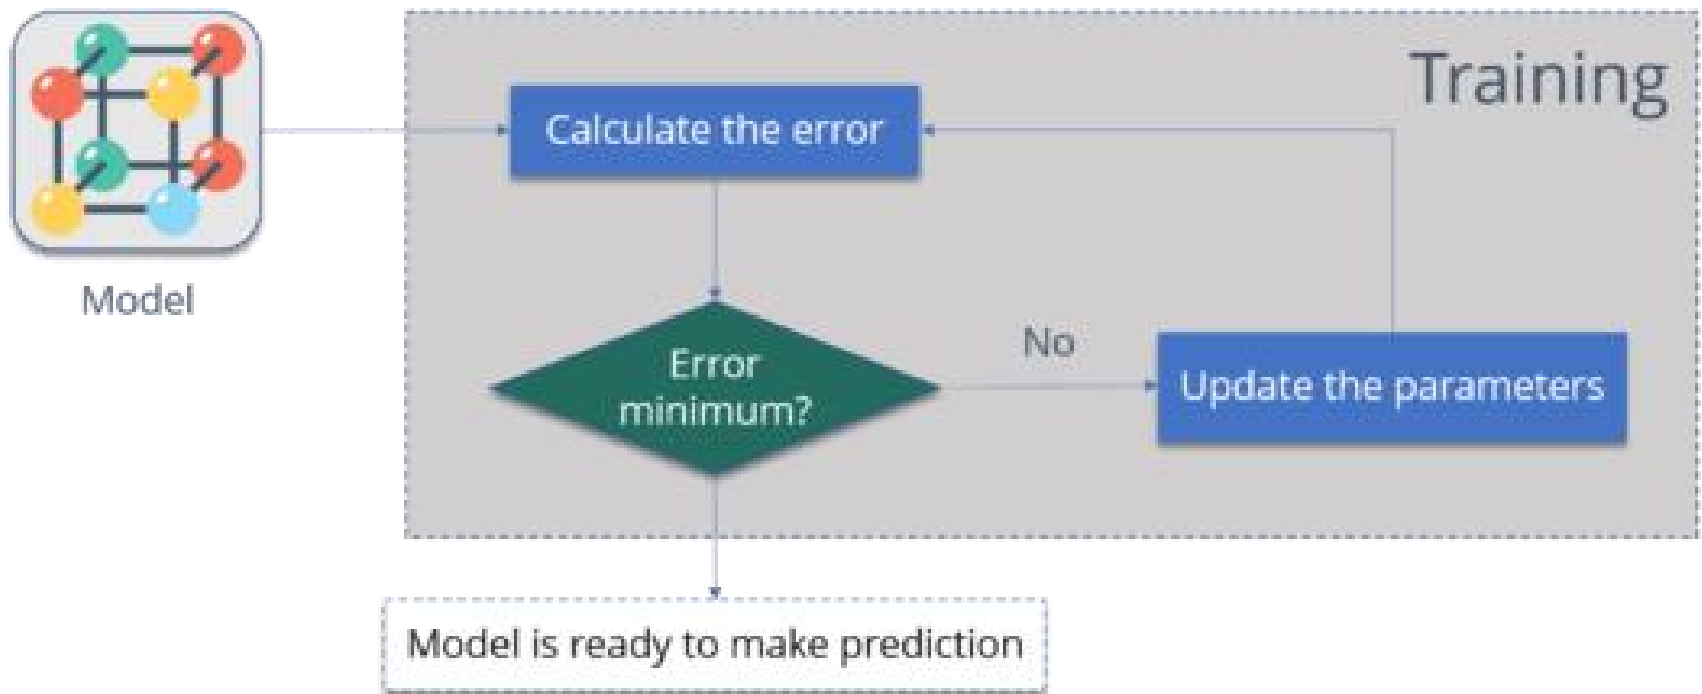 Training
Calculate the error
Model
Error
minimum?
No
Update the parameters
Model is ready to make prediction